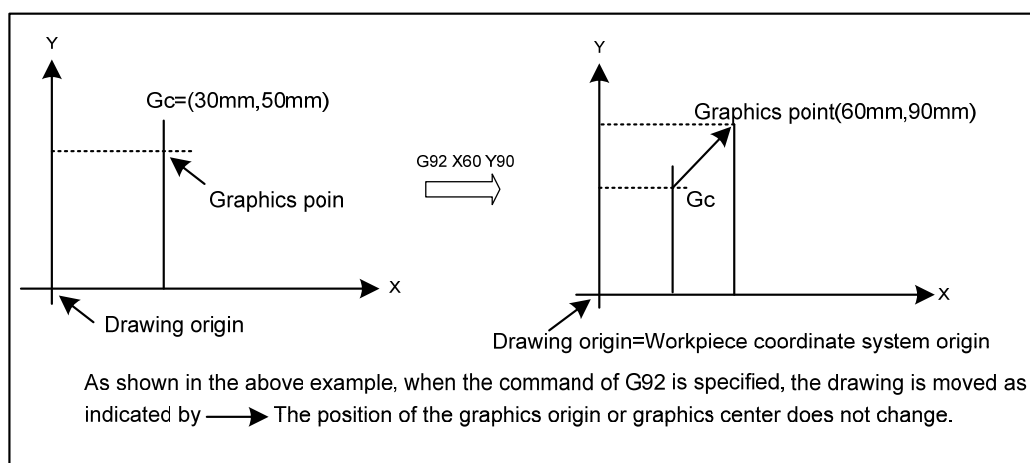 Y
Gc=(30mm,50mm)
Graphics poin
X
Drawing origin
G92 X60 Y90
Y
Graphics point(60mm,90mm)
Gc
X
Drawing origin=Workpiece coordinate system origin
As shown in the above example, when the command of G92 is specified, the drawing is moved as
indicated by The position of the graphics origin or graphics center does not change.